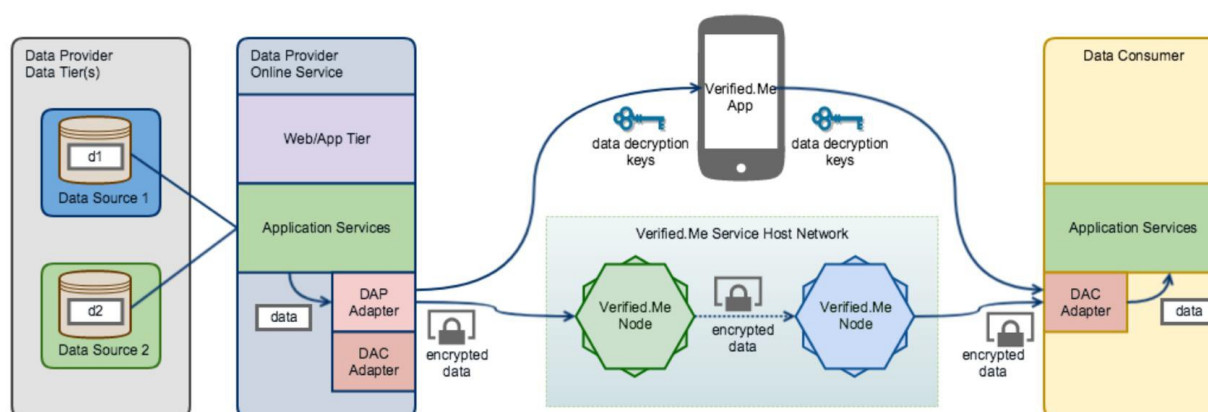 Data Provider
Data Tier(s)
d1
Data Source 1
d2
Data Source 2
Data Provider
Online Service
Web/App Tier
Application Services
data
DAP
Adapter
DAC
Adapter
encrypted
data
data decryption
keys
Verified.Me
App
data decryption
keys
Verified.Me Service Host Network
Verified.Me
Node
encrypted
data
Verified.Me
Node
encrypted
data
Data Consumer
Application Services
DAC
Adapter
data